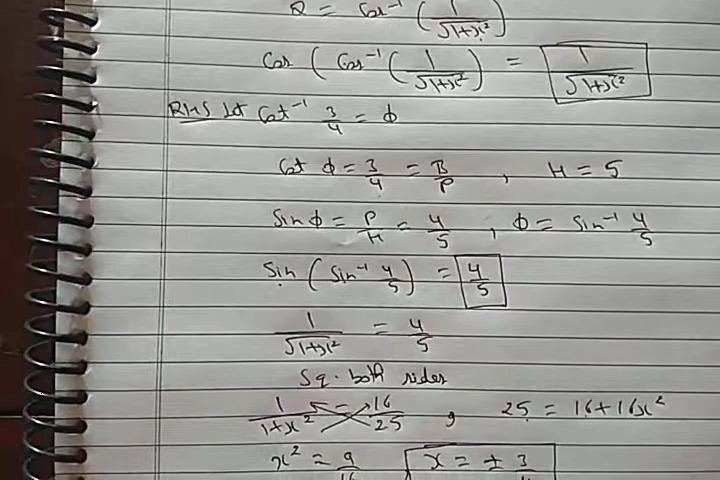 θ = Cos⁻¹ (1/√1+x²)
Cos (Cos⁻¹ (1/√1+x²)) = 1/√1+x²
RHS let Cot⁻¹ 3/4 = ϕ
Cot ϕ = 3/4 = B/P , H = 5
Sin ϕ = P/H = 4/5 , ϕ = Sin⁻¹ 4/5
Sin (Sin⁻¹ 4/5) = 4/5
1/√1+x² = 4/5
Sq. both sides
1/1+x² = 16/25 , 25 = 16+16x²
x² = 9/16 x = ± 3/4